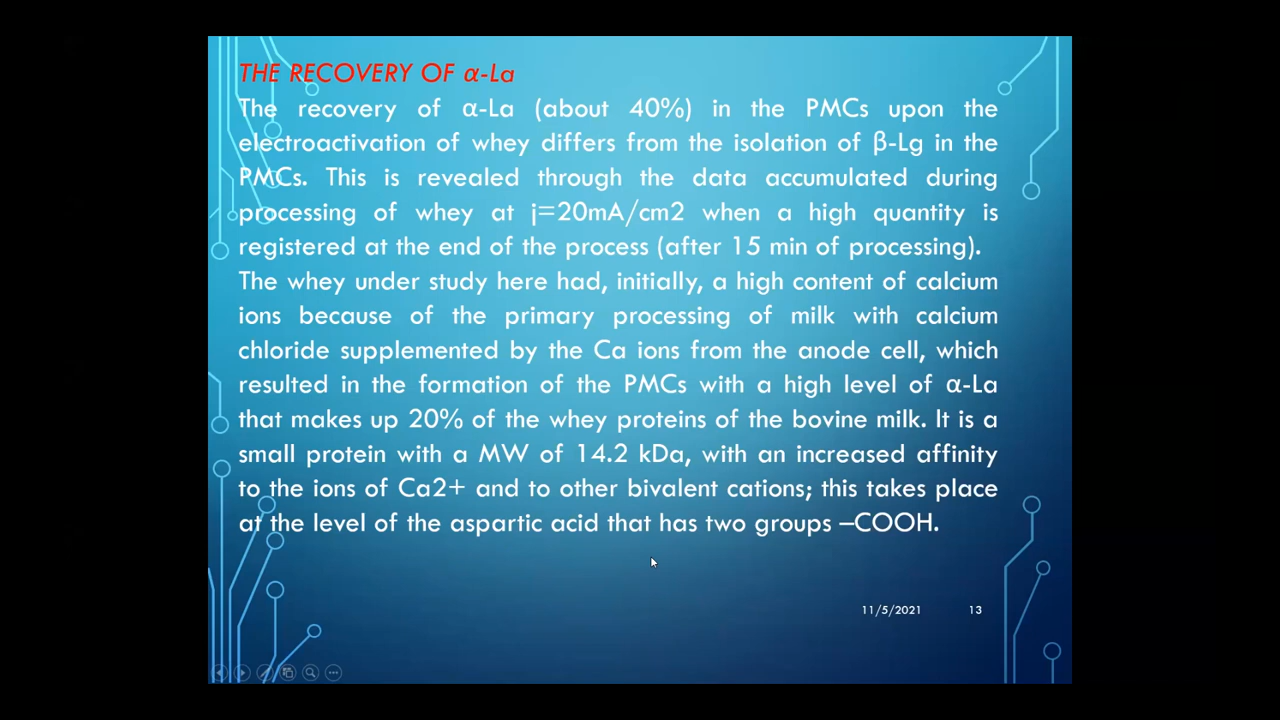 THE RECOVERY OF α-La
The recovery of α-La (about 40%) in the PMCs upon the
electroactivation of whey differs from the isolation of β-Lg in the
PMCs. This is revealed through the data accumulated during
processing of whey at j=20mA/cm2 when a high quantity is
registered at the end of the process (after 15 min of processing).
The whey under study here had, initially, a high content of calcium
ions because of the primary processing of milk with calcium
chloride supplemented by the Ca ions from the anode cell, which
resulted in the formation of the PMCs with a high level of α-La
that makes up 20% of the whey proteins of the bovine milk. It is a
small protein with a MW of 14.2 kDa, with an increased affinity
to the ions of Ca2+ and to other bivalent cations; this takes place
at the level of the aspartic acid that has two groups –COOH.
11/5/2021 13